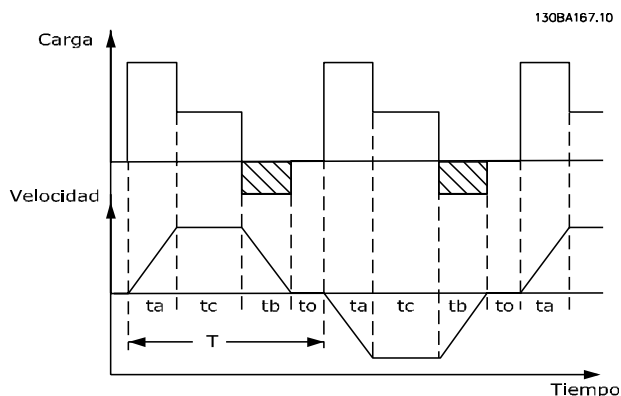 130BA167.10
Carga
Velocidad
ta tc tb to ta tc tb to ta
T
Tiempo